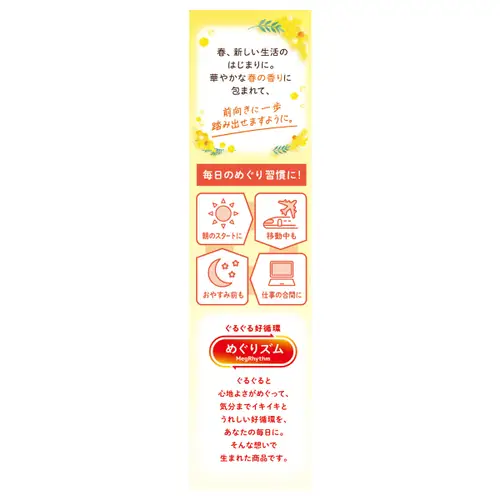 春、新しい生活の
はじまりに。
華やかな春の香りに
包まれて、
前向きに一歩
踏み出せますように。
毎日のめぐり習慣に!
朝のスタートに
移動中も
おやすみ前も
仕事の合間に
ぐるぐる好循環
めぐりズム
MegRhythm
ぐるぐると
心地よさがめぐって、
気分までイキイキと
うれしい好循環を、
あなたの毎日に。
そんな想いで
生まれた商品です。